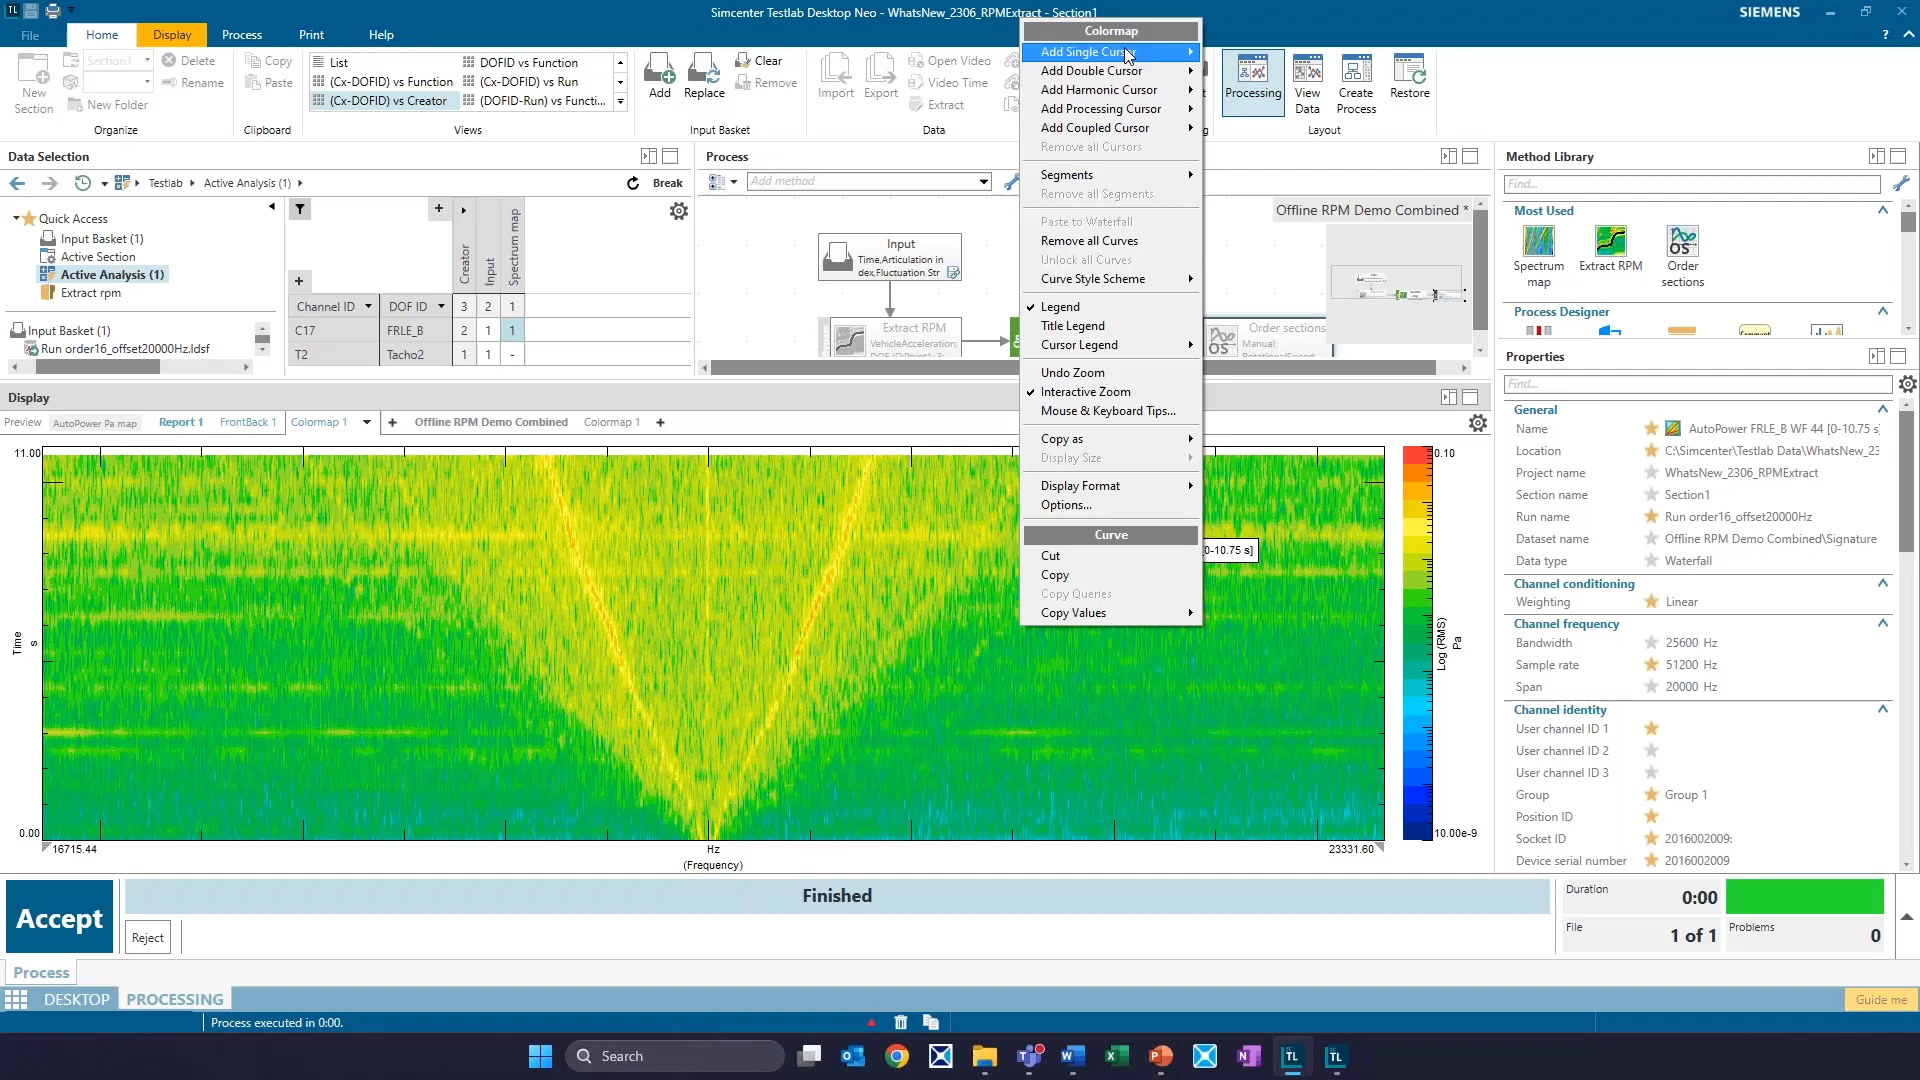 TL
Simcenter Testlab Desktop Neo - WhatsNew_2306_RPMExtract - Section1
SIEMENS
File
Home
Display
Process
Print
Help
New Section
Section1
New Folder
Delete
Rename
Organize
Copy
Paste
Clipboard
List
(Cx-DOFID) vs Function
(Cx-DOFID) vs Creator
DOFID vs Function
(Cx-DOFID) vs Run
(DOFID-Run) vs Functi...
Views
Add
Replace
Clear
Remove
Input Basket
Import
Export
Open Video
Video Time
Extract
Data
Processing
View Data
Create Process
Restore
Layout
Colormap
Add Single Cursor
Add Double Cursor
Add Harmonic Cursor
Add Processing Cursor
Add Coupled Cursor
Remove all Cursors
Segments
Remove all Segments
Paste to Waterfall
Remove all Curves
Unlock all Curves
Curve Style Scheme
Legend
Title Legend
Cursor Legend
Undo Zoom
Interactive Zoom
Mouse & Keyboard Tips...
Copy as
Display Size
Display Format
Options...
Curve
Cut
Copy
Copy Queries
Copy Values
Data Selection
Testlab
Active Analysis (1)
Break
Quick Access
Input Basket (1)
Active Section
Active Analysis (1)
Extract rpm
Input Basket (1)
Run order16_offset20000Hz.ldsf
Creator
Input
Spectrum map
Channel ID DOF ID 3 2 1
C17 FRLE_B 2 1 1
T2 Tacho2 1 1 -
Process
Add method
Offline RPM Demo Combined *
Input
Time,Articulation in
dex,Fluctuation Str
Extract RPM
VehicleAcceleration;
Order sections
Manual;
Method Library
Find...
Most Used
Spectrum map
Extract RPM
Order sections
Process Designer
Properties
Find...
General
Name AutoPower FRLE_B WF 44 [0-10.75 s]
Location C:\Simcenter\Testlab Data\WhatsNew_23
Project name WhatsNew_2306_RPMExtract
Section name Section1
Run name Run order16_offset20000Hz
Dataset name Offline RPM Demo Combined\Signature
Data type Waterfall
Channel conditioning
Weighting Linear
Channel frequency
Bandwidth 25600 Hz
Sample rate 51200 Hz
Span 20000 Hz
Channel identity
User channel ID 1
User channel ID 2
User channel ID 3
Group Group 1
Position ID
Socket ID 2016002009:
Device serial number 2016002009
Display
Preview
AutoPower Pa map
Report 1
FrontBack 1
Colormap 1
Offline RPM Demo Combined
Colormap 1
11.00
Time
s
0.00
16715.44
Hz
(Frequency)
23331.60
0-10.75 s]
0.10
Log (RMS)
Pa
10.00e-9
Accept
Finished
Reject
Duration
0:00
File
1 of 1
Problems
0
Process
DESKTOP
PROCESSING
Guide me
Process executed in 0:00.
Search
TL
TL